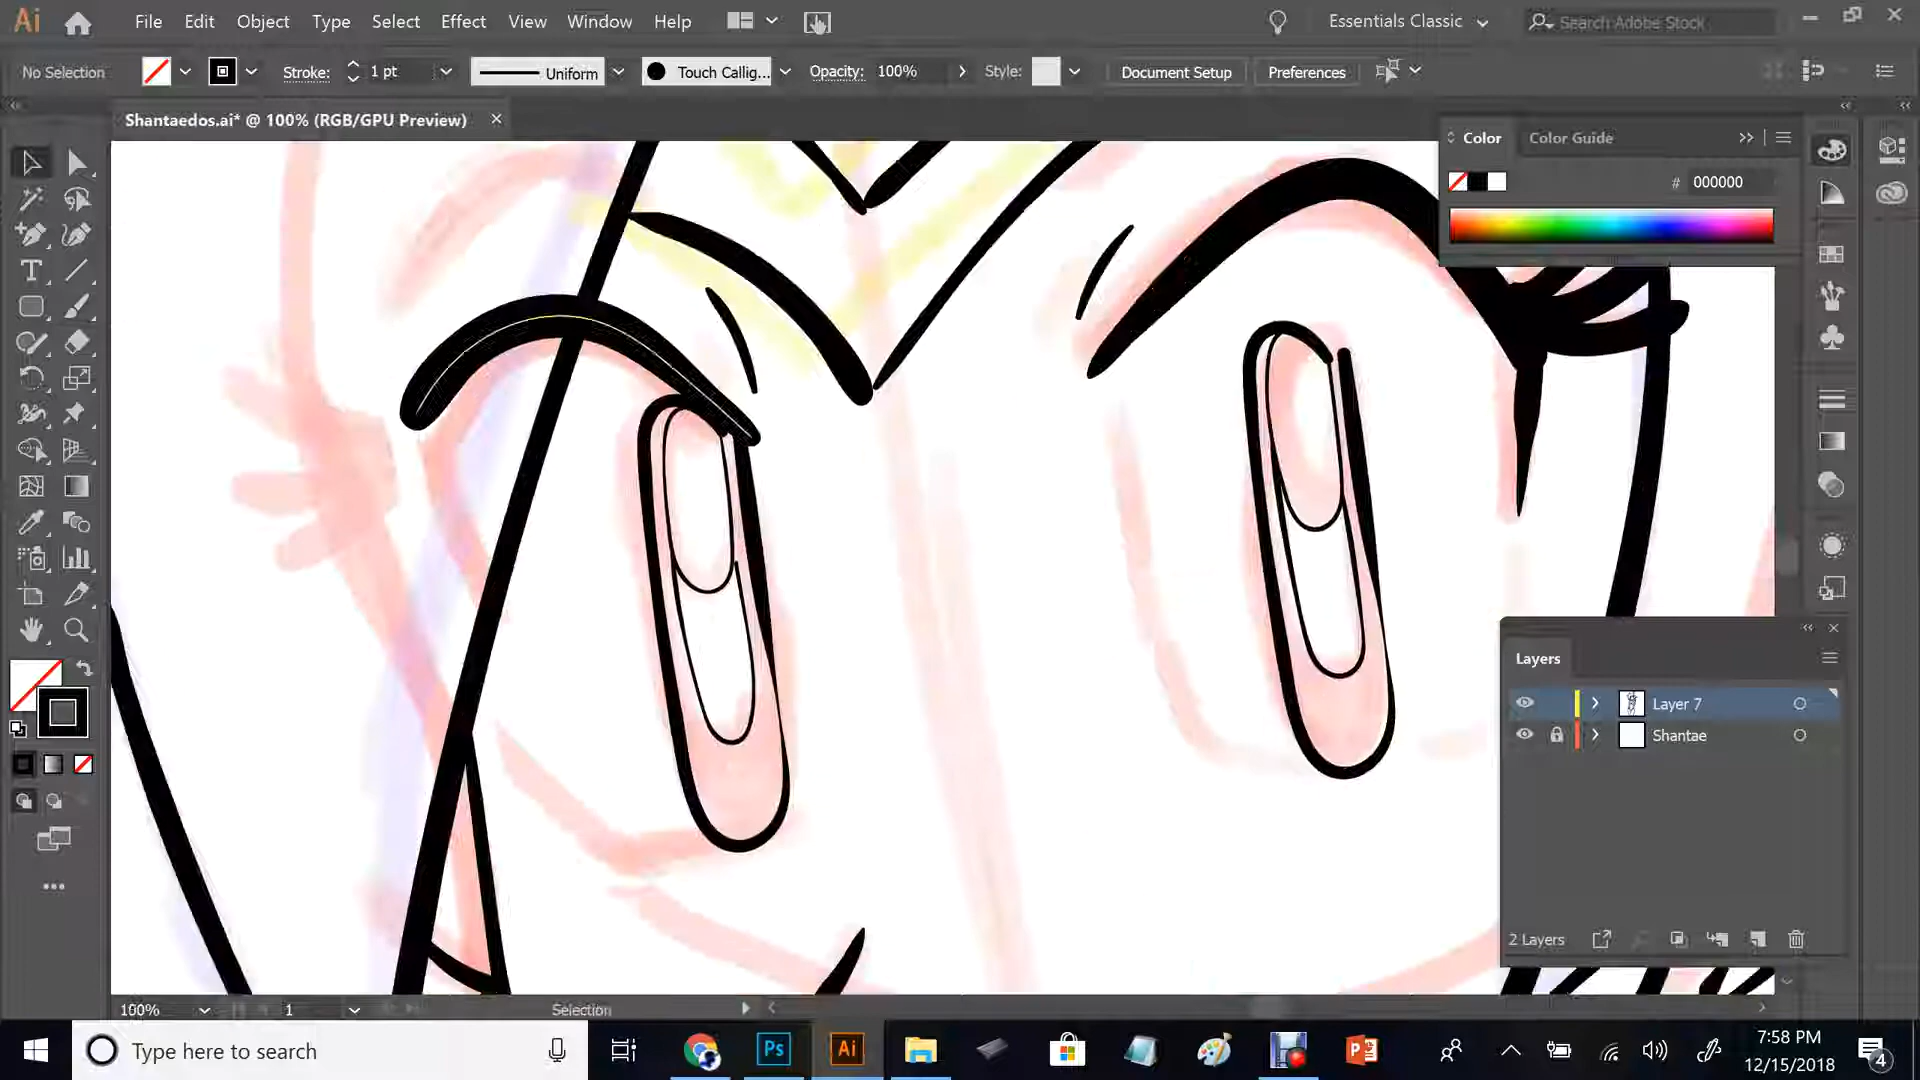 Ai File Edit Object Type Select Effect View Window Help Essentials Classic Search Adobe Stock
No Selection Stroke: 1 pt Uniform Touch Callig... Opacity: 100% Style: Document Setup Preferences
Shantaedos.ai* @ 100% (RGB/GPU Preview)
Color Color Guide
# 000000
Layers
Layer 7
Shantae
2 Layers
100% 1 Selection
Type here to search
Ps Ai
7:58 PM
12/15/2018
4